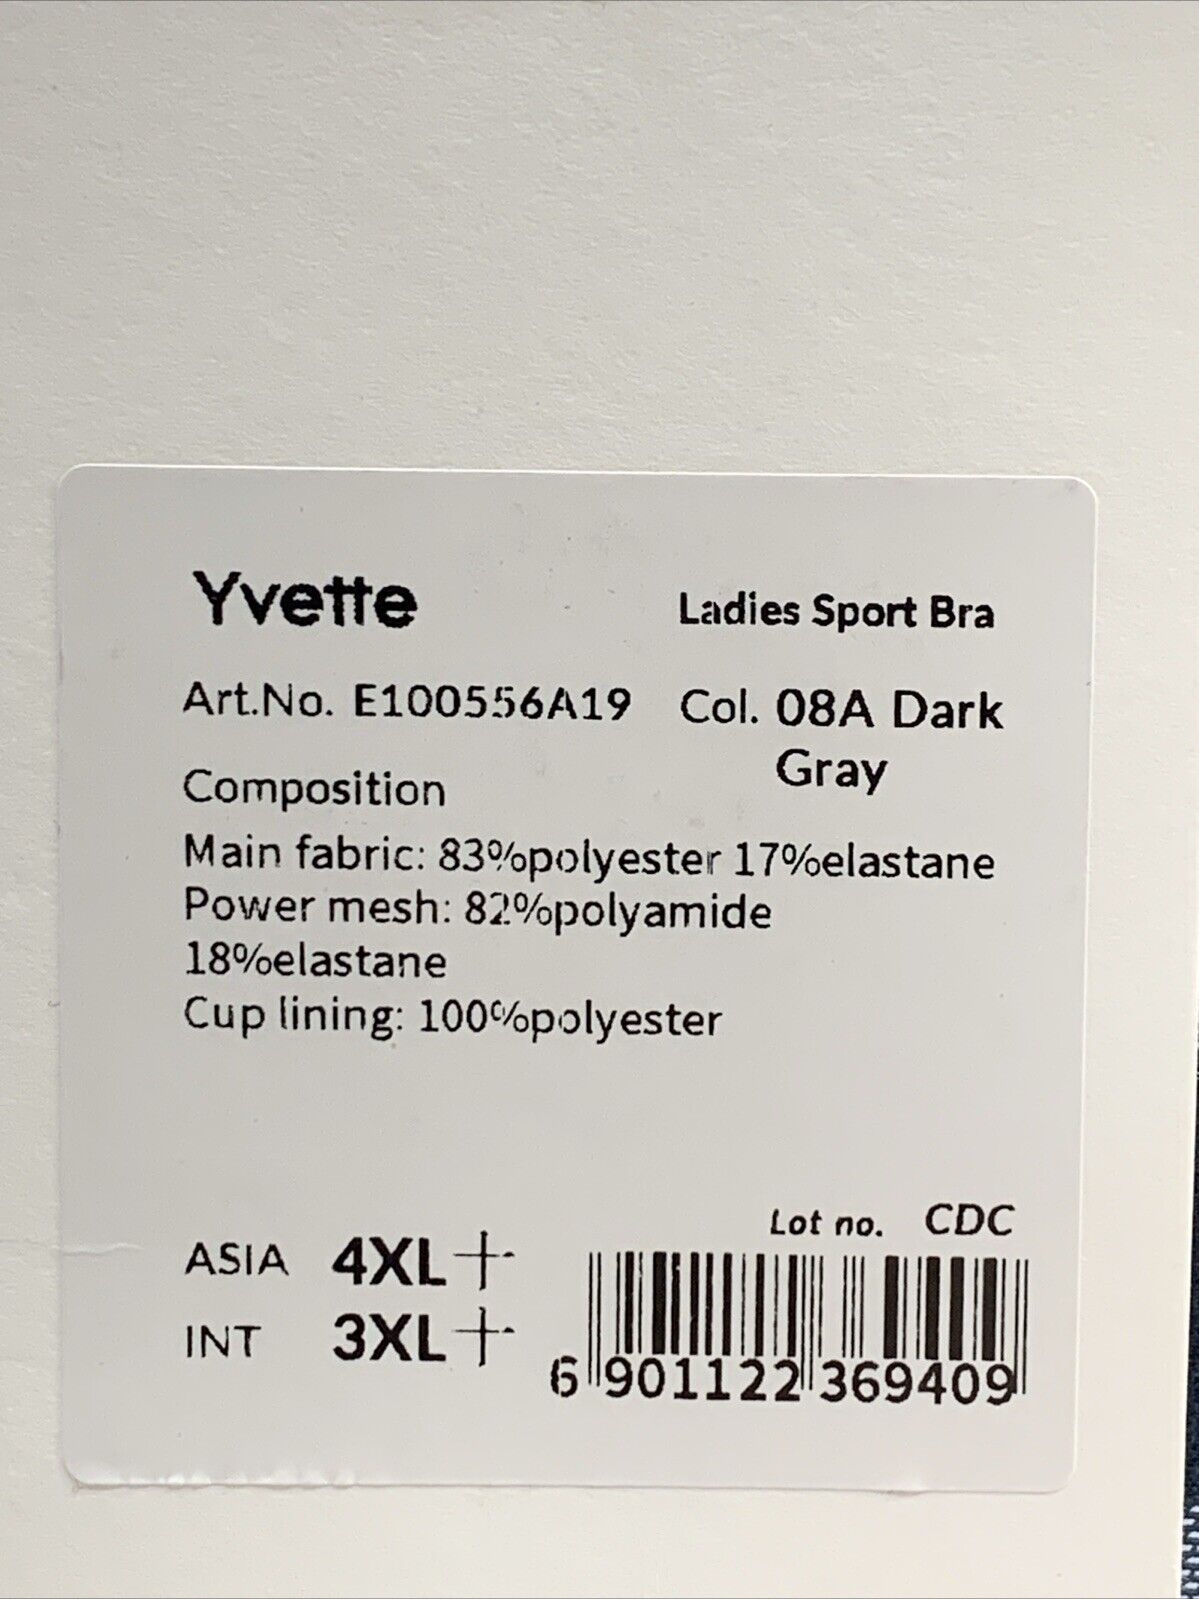 Yvette
Ladies Sport Bra
Art.No. E100556A19
Col. 08A Dark
Gray
Composition
Main fabric: 83%polyester 17%elastane
Power mesh: 82%polyamide
18%elastane
Cup lining: 100%polyester
Lot no. CDC
ASIA 4XL+
INT 3XL+
6 901122 369409